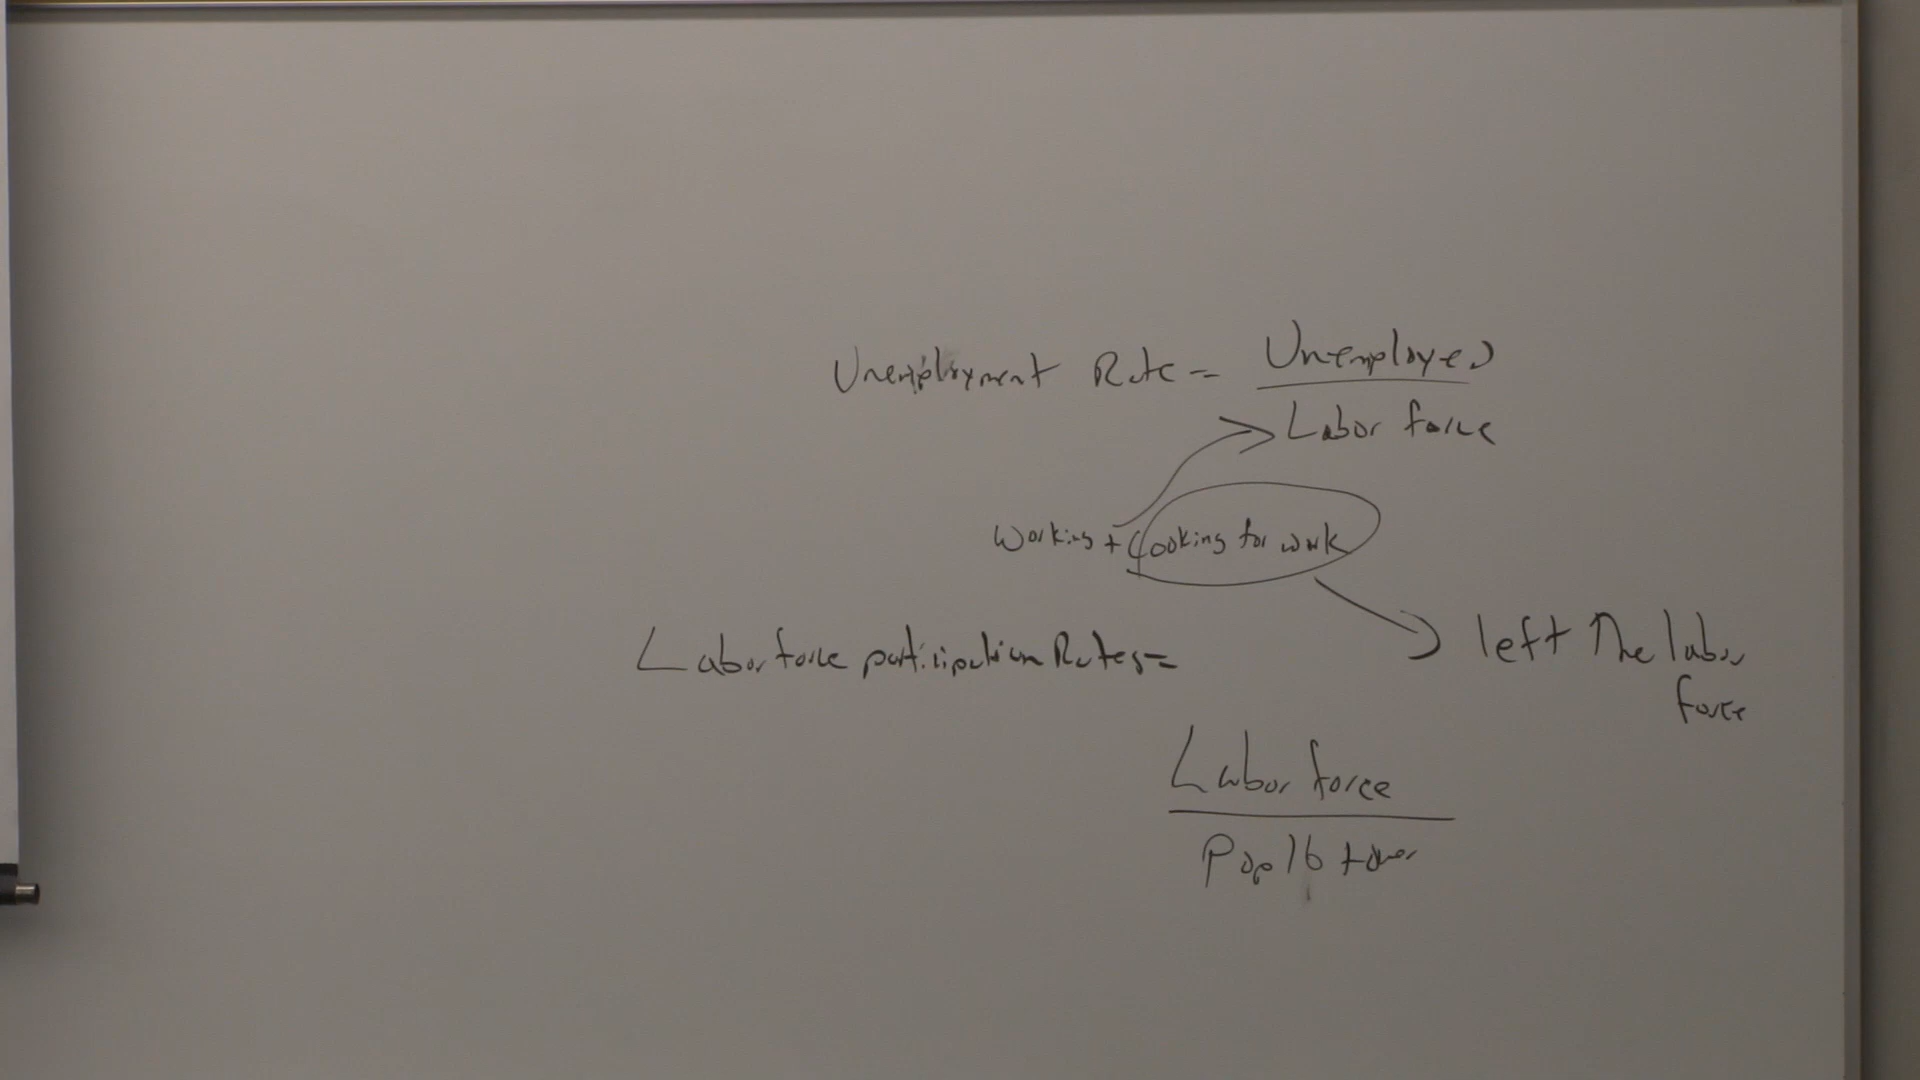 Unemployment Rate = Unemployed
Labor force
Working + Looking for work
Labor force participation Rates =
left The labor
force
Labor force
Pop 16 + over